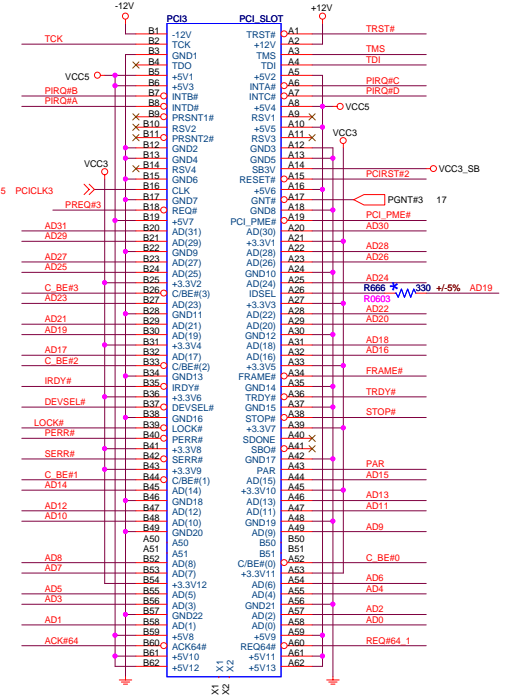 -12V +12V
PCI3 PCI_SLOT
B1 -12V TRST# A1 TRST#
TCK B2 TCK +12V A2
B3 GND1 TMS A3 TMS
B4 TDO TDI A4 TDI
VCC5 B5 +5V1 +5V2 A5
B6 +5V3 INTA# A6 PIRQ#C
PIRQ#B B7 INTB# INTC# A7 PIRQ#D
PIRQ#A B8 INTD# +5V4 A8 VCC5
B9 PRSNT1# RSV1 A9
B10 RSV2 +5V5 A10
B11 PRSNT2# RSV3 A11 VCC3
B12 GND2 GND3 A12
B13 GND4 GND5 A13
VCC3 B14 RSV4 SB3V A14 VCC3_SB
B15 GND6 RESET# A15 PCIRST#2
5 PCICLK3 B16 CLK +5V6 A16
B17 GND7 GNT# A17 PGNT#3 17
PREQ#3 B18 REQ# GND8 A18
B19 +5V7 PCI_PME# A19 PCI_PME#
AD31 B20 AD(31) AD(30) A20 AD30
AD29 B21 AD(29) +3.3V1 A21
B22 GND9 AD(28) A22 AD28
AD27 B23 AD(27) AD(26) A23 AD26
AD25 B24 AD(25) GND10 A24
B25 +3.3V2 AD(24) A25 AD24
C_BE#3 B26 C/BE#(3) IDSEL A26 R666 * 330 +/-5% AD19
AD23 B27 AD(23) +3.3V3 A27 R0603
B28 GND11 AD(22) A28 AD22
AD21 B29 AD(21) AD(20) A29 AD20
AD19 B30 AD(19) GND12 A30
B31 +3.3V4 AD(18) A31 AD18
AD17 B32 AD(17) AD(16) A32 AD16
C_BE#2 B33 C/BE#(2) +3.3V5 A33
B34 GND13 FRAME# A34 FRAME#
IRDY# B35 IRDY# GND14 A35
B36 +3.3V6 TRDY# A36 TRDY#
DEVSEL# B37 DEVSEL# GND15 A37
B38 GND16 STOP# A38 STOP#
LOCK# B39 LOCK# +3.3V7 A39
PERR# B40 PERR# SDONE A40
B41 +3.3V8 SBO# A41
SERR# B42 SERR# GND17 A42
B43 +3.3V9 PAR A43 PAR
C_BE#1 B44 C/BE#(1) AD(15) A44 AD15
AD14 B45 AD(14) +3.3V10 A45
B46 GND18 AD(13) A46 AD13
AD12 B47 AD(12) AD(11) A47 AD11
AD10 B48 AD(10) GND19 A48
B49 GND20 AD(9) A49 AD9
B50 A50 B50 A50
B51 A51 B51 A51
AD8 B52 AD(8) C/BE#(0) A52 C_BE#0
AD7 B53 AD(7) +3.3V11 A53
B54 +3.3V12 AD(6) A54 AD6
AD5 B55 AD(5) AD(4) A55 AD4
AD3 B56 AD(3) GND21 A56
B57 GND22 AD(2) A57 AD2
AD1 B58 AD(1) AD(0) A58 AD0
B59 +5V8 +5V9 A59
ACK#64 B60 ACK64# REQ64# A60 REQ#64_1
B61 +5V10 +5V11 A61
B62 +5V12 +5V13 A62
X1
X2
X1
X2